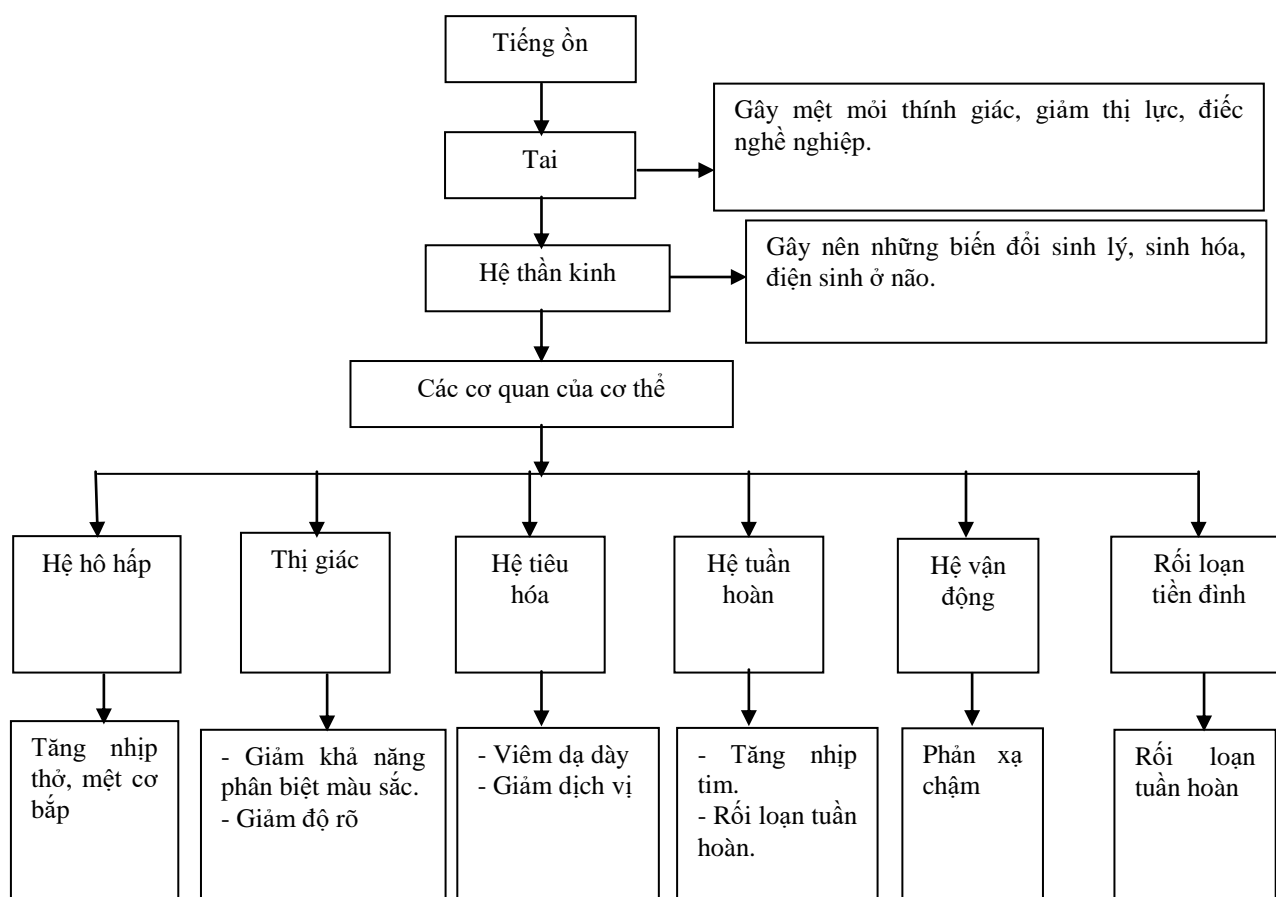 Tiếng ồn
Gây mệt mỏi thính giác, giảm thị lực, điếc
nghề nghiệp.
Tai
Gây nên những biến đổi sinh lý, sinh hóa,
điện sinh ở não.
Hệ thần kinh
Các cơ quan của cơ thể
Hệ hô hấp
Thị giác
Hệ tiêu
hóa
Hệ tuần
hoàn
Hệ vận
động
Rối loạn
tiền đình
Tăng nhịp
thở, mệt cơ
bắp
- Giảm khả năng
phân biệt màu sắc.
- Giảm độ rõ
- Viêm dạ dày
- Giảm dịch vị
- Tăng nhịp
tim.
- Rối loạn tuần
hoàn.
Phản xạ
chậm
Rối loạn
tuần hoàn